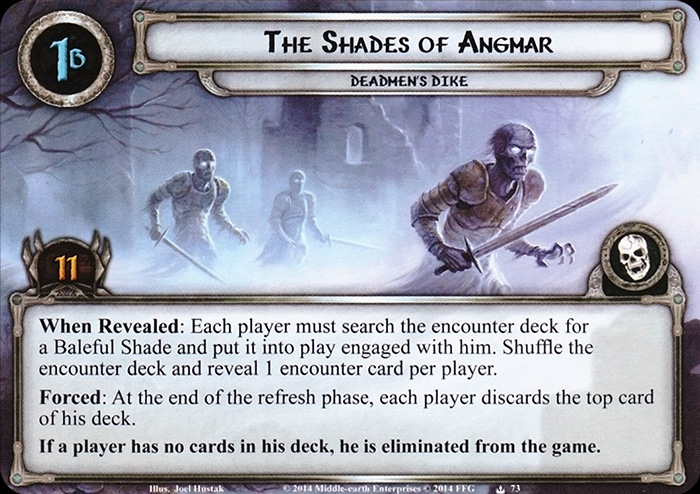 1B
The Shades of Angmar
Deadmen's Dike
11
When Revealed: Each player must search the encounter deck for
a Baleful Shade and put it into play engaged with him. Shuffle the
encounter deck and reveal 1 encounter card per player.
Forced: At the end of the refresh phase, each player discards the top card
of his deck.
If a player has no cards in his deck, he is eliminated from the game.
Illus. Joel Hustak © 2014 Middle-earth Enterprises © 2014 FFG 73